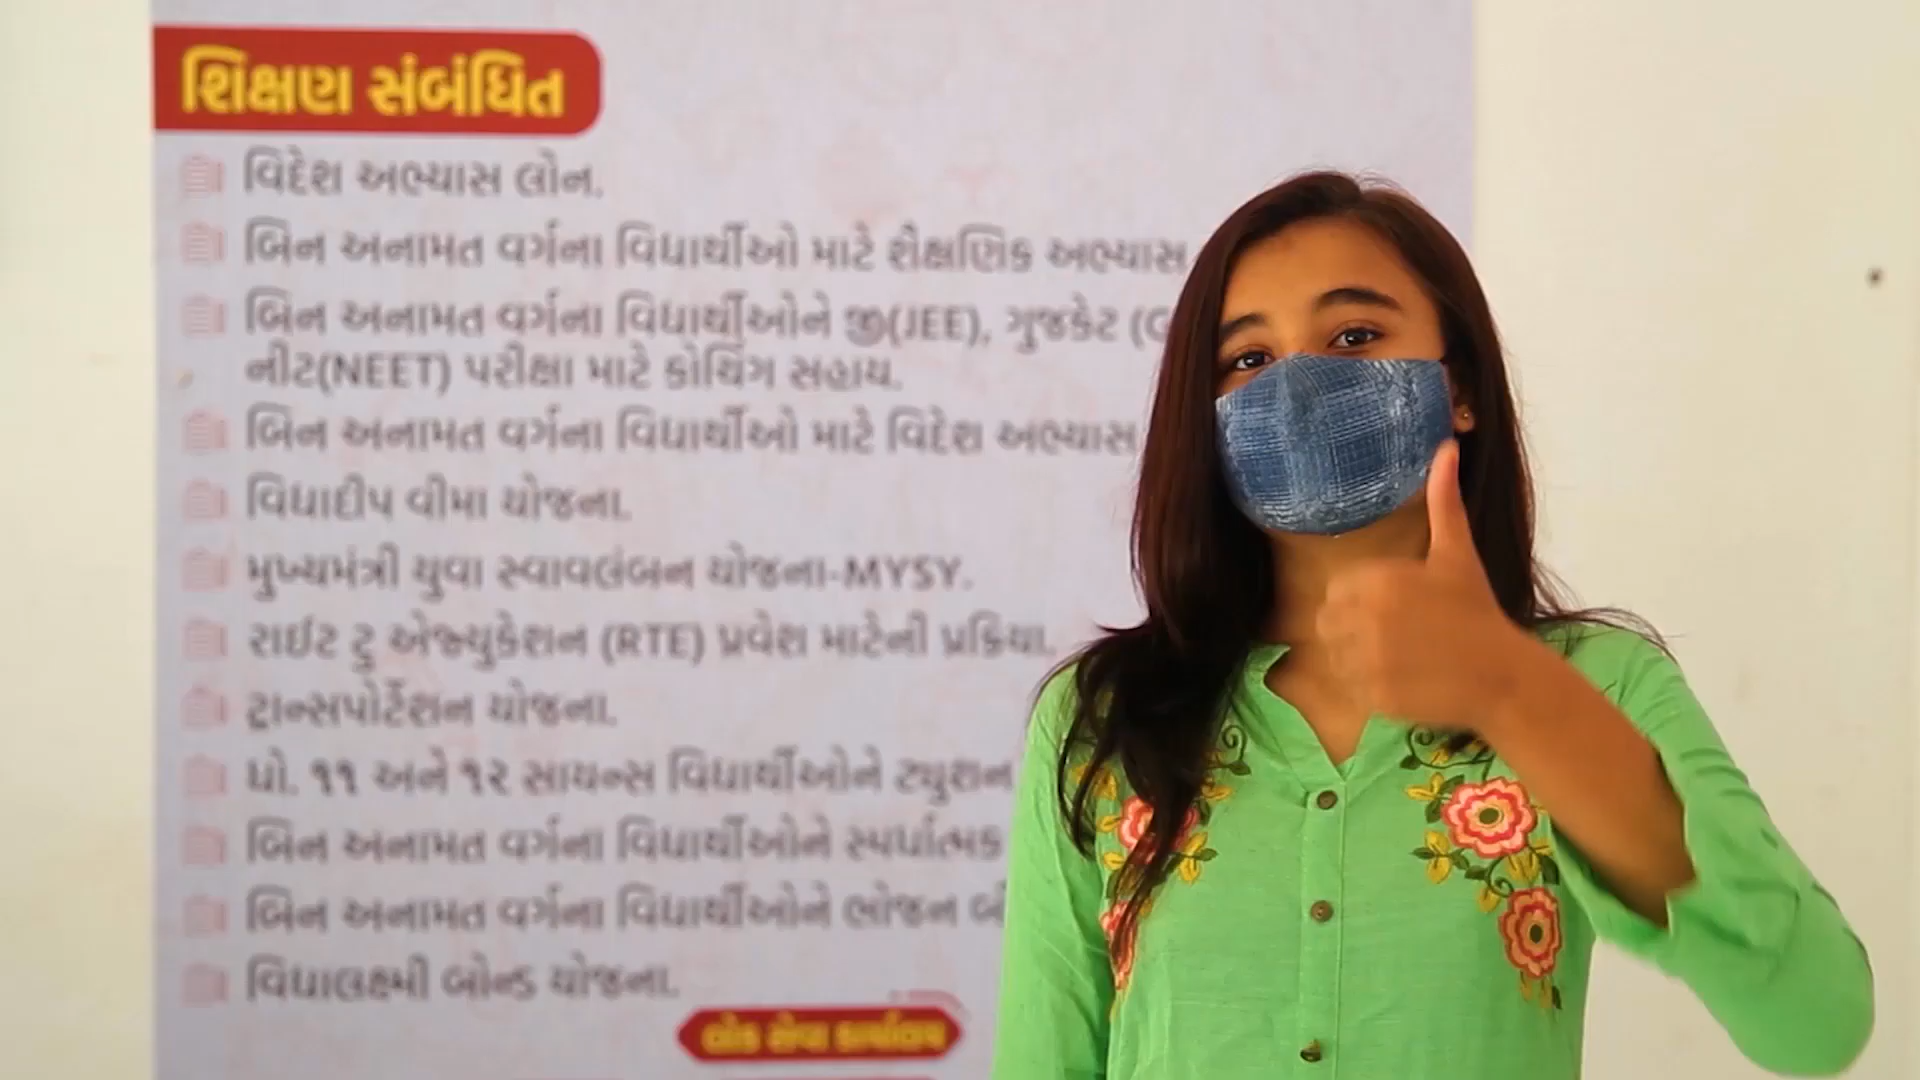 શિક્ષણ સંબંધિત
વિદેશ અભ્યાસ લોન.
બિન અનામત વર્ગના વિદ્યાર્થીઓ માટે શૈક્ષણિક અભ્યાસ
બિન અનામત વર્ગના વિદ્યાર્થીઓને જી(JEE), ગુજકેટ (G
નીટ(NEET) પરીક્ષા માટે કોચિંગ સહાય.
બિન અનામત વર્ગના વિદ્યાર્થીઓ માટે વિદેશ અભ્યાસ
વિદ્યાદીપ વીમા યોજના.
મુખ્યમંત્રી યુવા સ્વાવલંબન યોજના-MYSY.
રાઈટ ટુ એજ્યુકેશન (RTE) પ્રવેશ માટેની પ્રક્રિયા.
ટ્રાન્સપોર્ટેશન યોજના.
ધો. ૧૧ અને ૧૨ સાયન્સ વિદ્યાર્થીઓને ટ્યુશન
બિન અનામત વર્ગના વિદ્યાર્થીઓને સ્પર્ધાત્મક
બિન અનામત વર્ગના વિદ્યાર્થીઓને ભોજન બી
વિદ્યાલક્ષ્મી બોન્ડ યોજના.
લોક સેવા કાર્યાલય